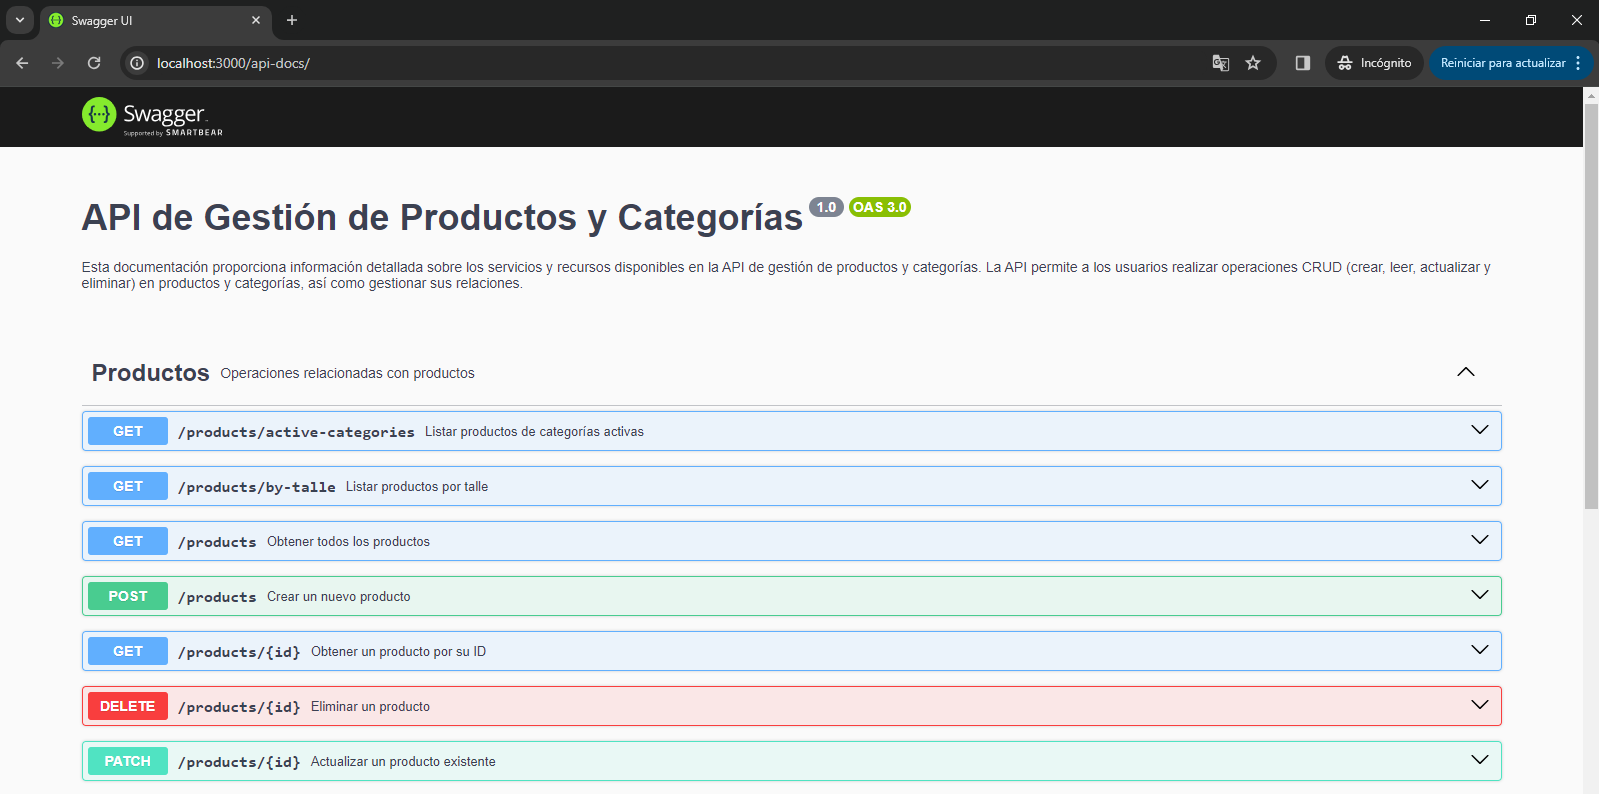 Swagger UI
localhost:3000/api-docs/
Incógnito
Reiniciar para actualizar
Swagger.
Supported by SMARTBEAR
API de Gestión de Productos y Categorías 1.0 OAS 3.0
Esta documentación proporciona información detallada sobre los servicios y recursos disponibles en la API de gestión de productos y categorías. La API permite a los usuarios realizar operaciones CRUD (crear, leer, actualizar y
eliminar) en productos y categorías, así como gestionar sus relaciones.
Productos Operaciones relacionadas con productos
GET /products/active-categories Listar productos de categorías activas
GET /products/by-talle Listar productos por talle
GET /products Obtener todos los productos
POST /products Crear un nuevo producto
GET /products/{id} Obtener un producto por su ID
DELETE /products/{id} Eliminar un producto
PATCH /products/{id} Actualizar un producto existente